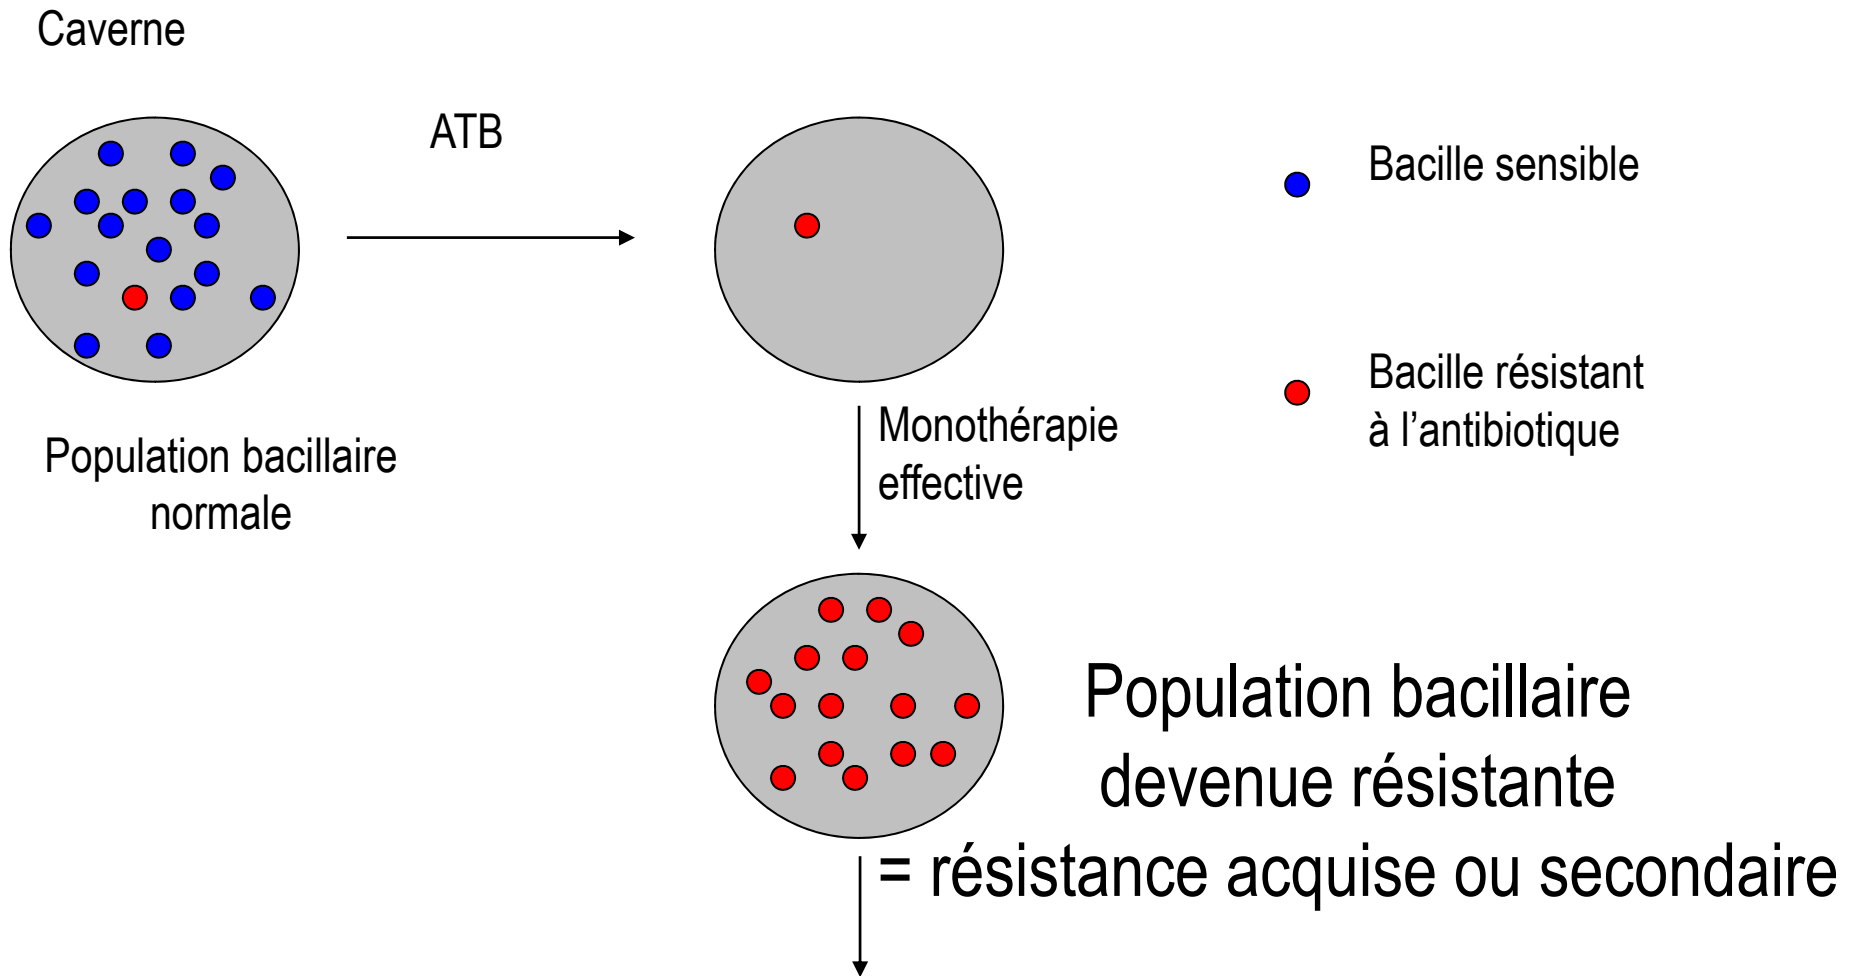 Caverne
ATB
Bacille sensible
Bacille résistant
à l’antibiotique
Population bacillaire
normale
Monothérapie
effective
Population bacillaire
devenue résistante
= résistance acquise ou secondaire